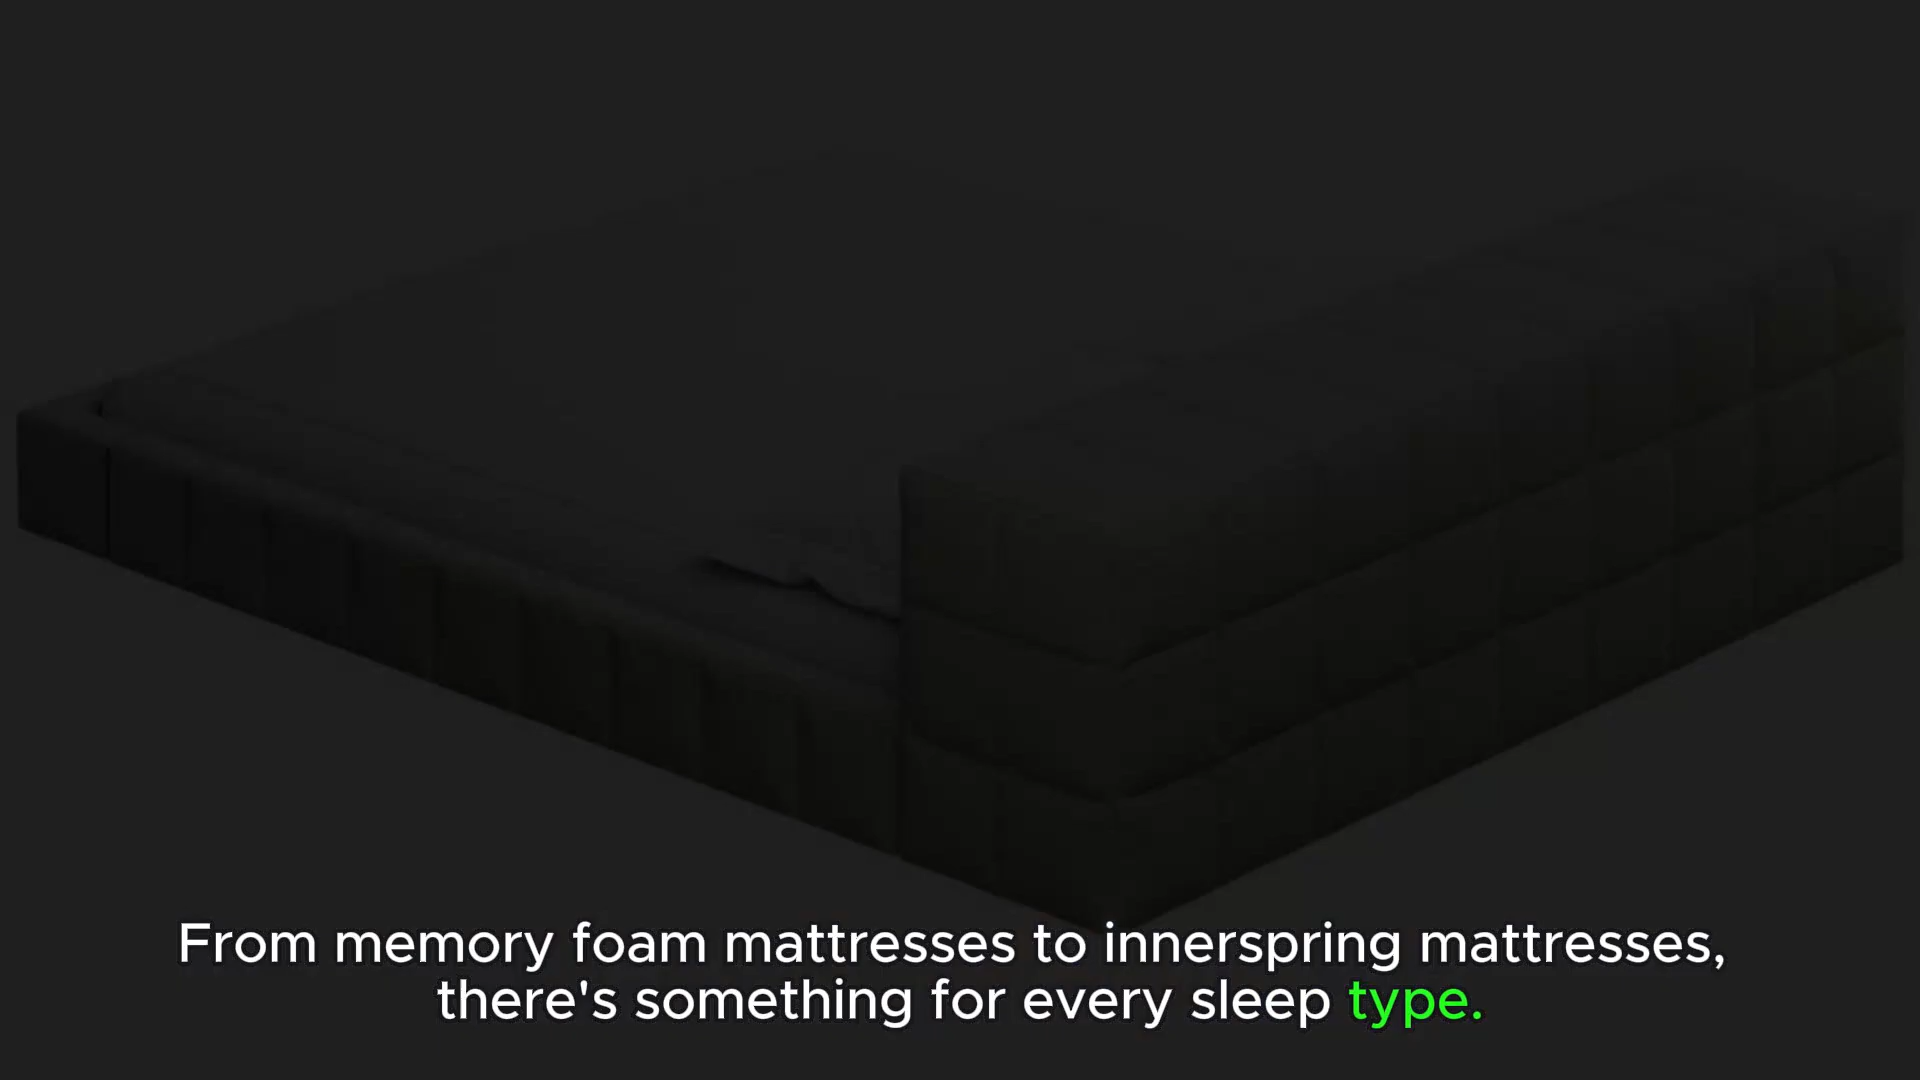 From memory foam mattresses to innerspring mattresses,
there's something for every sleep type.